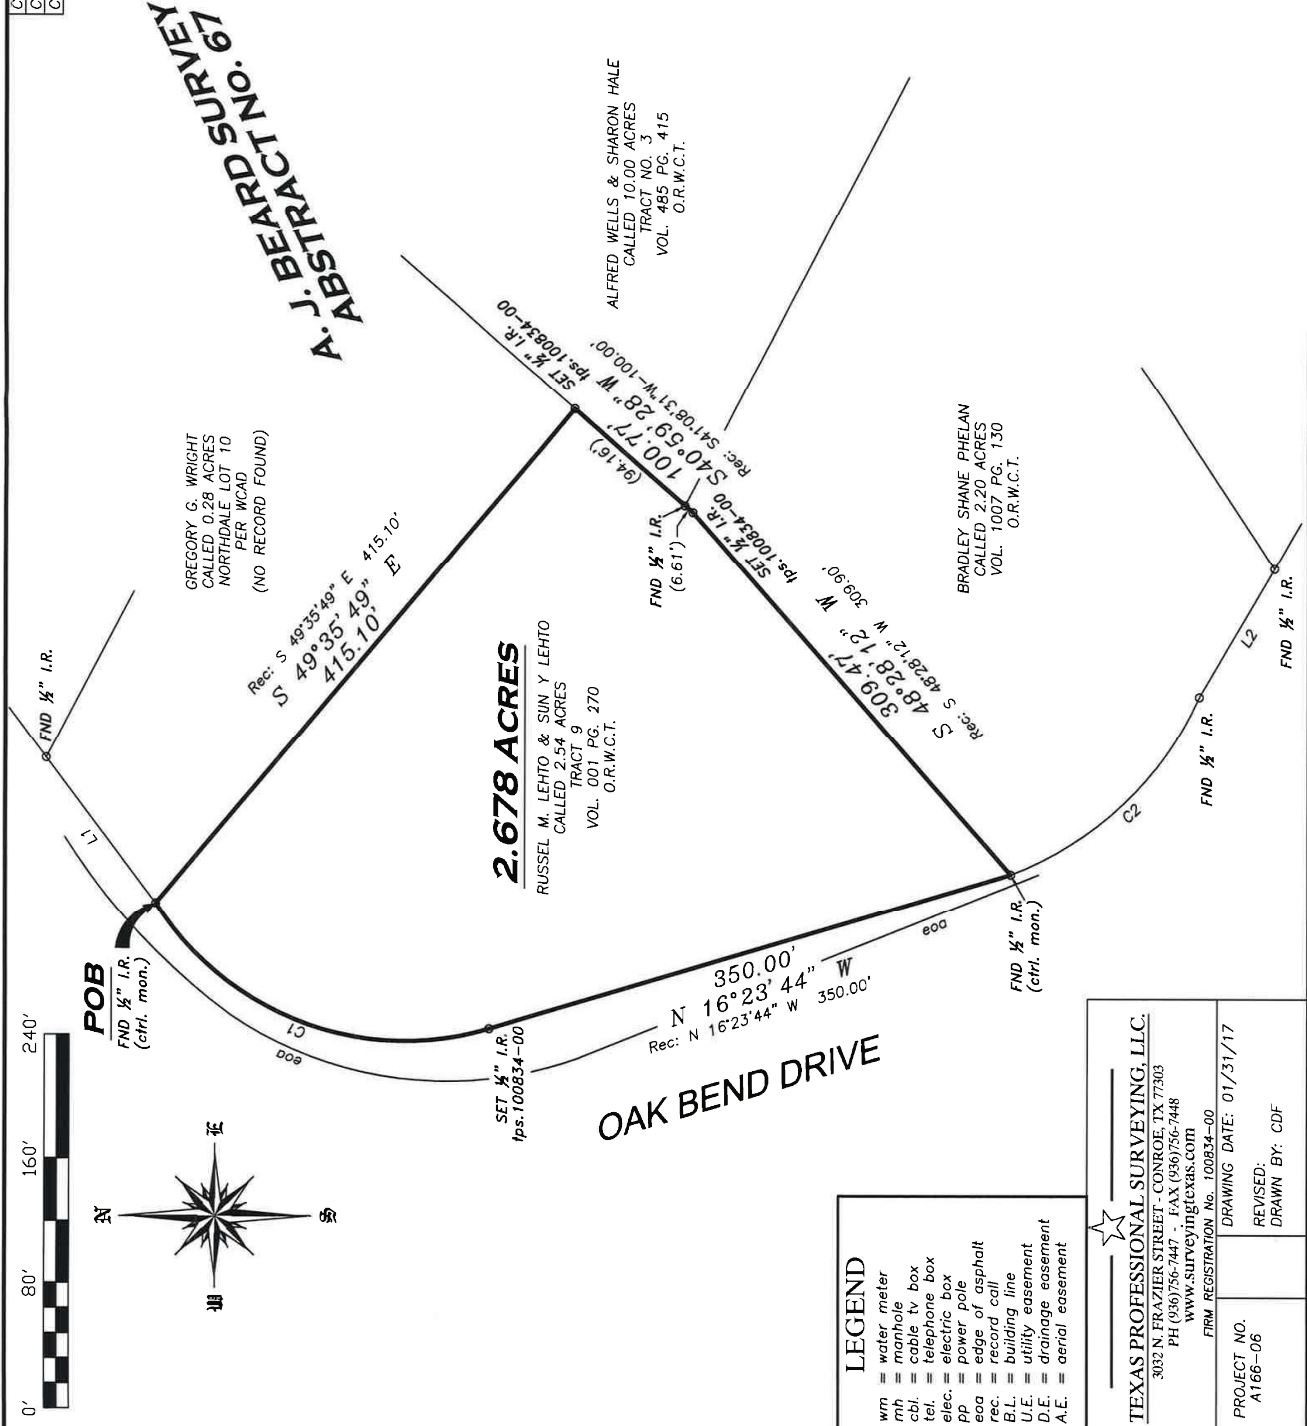 A. J. BEARD SURVEY
ABSTRACT NO. 67
0'
80'
160'
240'
N
E
S
W
POB
FND ½" I.R.
(ctrl. mon.)
L1
FND ½" I.R.
GREGORY G. WRIGHT
CALLED 0.28 ACRES
NORTHDALE LOT 10
PER WCAD
(NO RECORD FOUND)
Rec: S 49°35'49" E 415.10'
S 49°35'49" E
415.10'
ALFRED WELLS & SHARON HALE
CALLED 10.00 ACRES
TRACT NO. 3
VOL. 485 PG. 415
O.R.W.C.T.
SET ½" I.R.
tps.100834-00
(94.16')
100.77'
S40°59'28" W
Rec: S41°08'31"W-100.00'
FND ½" I.R.
(6.61')
SET ½" I.R.
tps.100834-00
2.678 ACRES
RUSSEL M. LEHTO & SUN Y LEHTO
CALLED 2.54 ACRES
TRACT 9
VOL. 001 PG. 270
O.R.W.C.T.
309.47'
S 48°28'12" W
Rec: S 48°28'12" W 309.90'
BRADLEY SHANE PHELAN
CALLED 2.20 ACRES
VOL. 1007 PG. 130
O.R.W.C.T.
C1
eoa
SET ½" I.R.
tps.100834-00
350.00'
N 16°23'44" W
Rec: N 16°23'44" W 350.00'
OAK BEND DRIVE
eoa
FND ½" I.R.
(ctrl. mon.)
C2
FND ½" I.R.
L2
FND ½" I.R.
LEGEND
wm = water meter
mh = manhole
cbl. = cable tv box
tel. = telephone box
elec. = electric box
pp = power pole
eoa = edge of asphalt
rec. = record call
B.L. = building line
U.E. = utility easement
D.E. = drainage easement
A.E. = aerial easement
TEXAS PROFESSIONAL SURVEYING, LLC.
3032 N. FRAZIER STREET - CONROE, TX 77303
PH (936)756-7447 - FAX (936)756-7448
www.surveyingtexas.com
FIRM REGISTRATION No. 100834-00
PROJECT NO.
A166-06
DRAWING DATE: 01/31/17
REVISED:
DRAWN BY: CDF